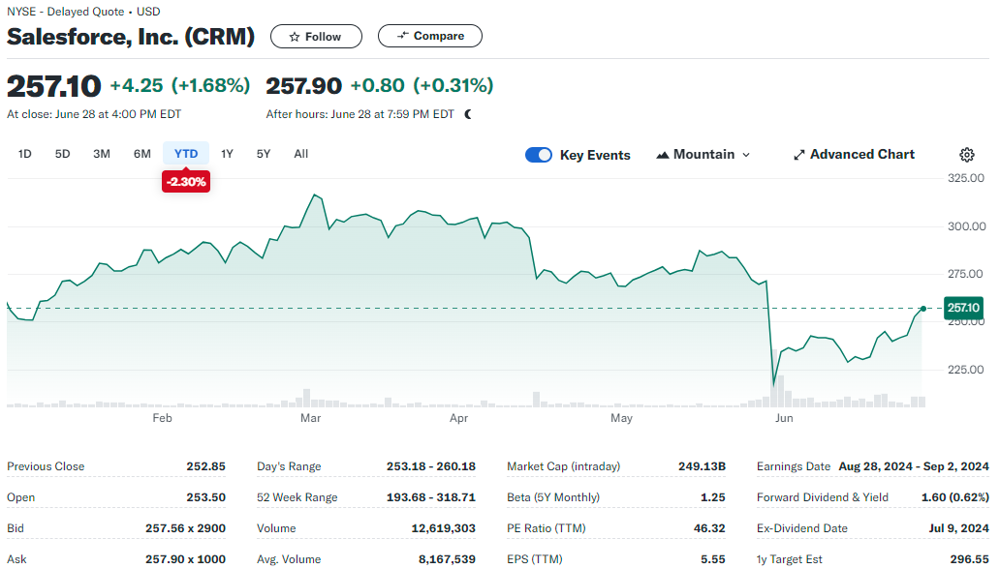 NYSE - Delayed Quote • USD
Salesforce, Inc. (CRM)
Follow
Compare
257.10 +4.25 (+1.68%) 257.90 +0.80 (+0.31%)
At close: June 28 at 4:00 PM EDT After hours: June 28 at 7:59 PM EDT
1D 5D 3M 6M YTD 1Y 5Y All Key Events Mountain Advanced Chart
-2.30%
325.00
300.00
275.00
257.10
250.00
225.00
Feb Mar Apr May Jun
Previous Close 252.85 Day's Range 253.18 - 260.18 Market Cap (intraday) 249.13B Earnings Date Aug 28, 2024 - Sep 2, 2024
Open 253.50 52 Week Range 193.68 - 318.71 Beta (5Y Monthly) 1.25 Forward Dividend & Yield 1.60 (0.62%)
Bid 257.56 x 2900 Volume 12,619,303 PE Ratio (TTM) 46.32 Ex-Dividend Date Jul 9, 2024
Ask 257.90 x 1000 Avg. Volume 8,167,539 EPS (TTM) 5.55 1y Target Est 296.55